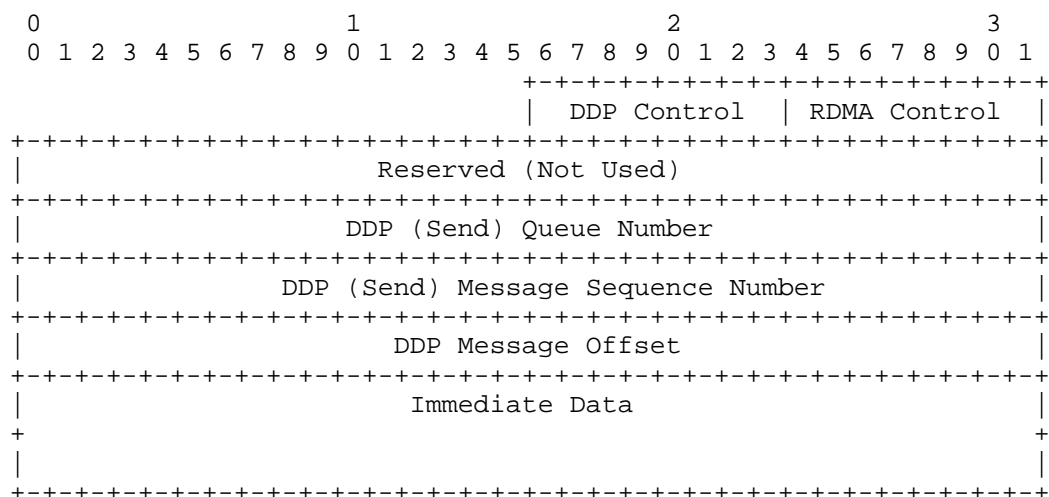 0                   1                   2                   3
 0 1 2 3 4 5 6 7 8 9 0 1 2 3 4 5 6 7 8 9 0 1 2 3 4 5 6 7 8 9 0 1
                                +-+-+-+-+-+-+-+-+-+-+-+-+-+-+-+-+
                                |  DDP Control  | RDMA Control  |
+-+-+-+-+-+-+-+-+-+-+-+-+-+-+-+-+-+-+-+-+-+-+-+-+-+-+-+-+-+-+-+-+
|                      Reserved (Not Used)                      |
+-+-+-+-+-+-+-+-+-+-+-+-+-+-+-+-+-+-+-+-+-+-+-+-+-+-+-+-+-+-+-+-+
|                    DDP (Send) Queue Number                    |
+-+-+-+-+-+-+-+-+-+-+-+-+-+-+-+-+-+-+-+-+-+-+-+-+-+-+-+-+-+-+-+-+
|                DDP (Send) Message Sequence Number             |
+-+-+-+-+-+-+-+-+-+-+-+-+-+-+-+-+-+-+-+-+-+-+-+-+-+-+-+-+-+-+-+-+
|                       DDP Message Offset                      |
+-+-+-+-+-+-+-+-+-+-+-+-+-+-+-+-+-+-+-+-+-+-+-+-+-+-+-+-+-+-+-+-+
|                        Immediate Data                         |
+                                                               +
|                                                               |
+-+-+-+-+-+-+-+-+-+-+-+-+-+-+-+-+-+-+-+-+-+-+-+-+-+-+-+-+-+-+-+-+